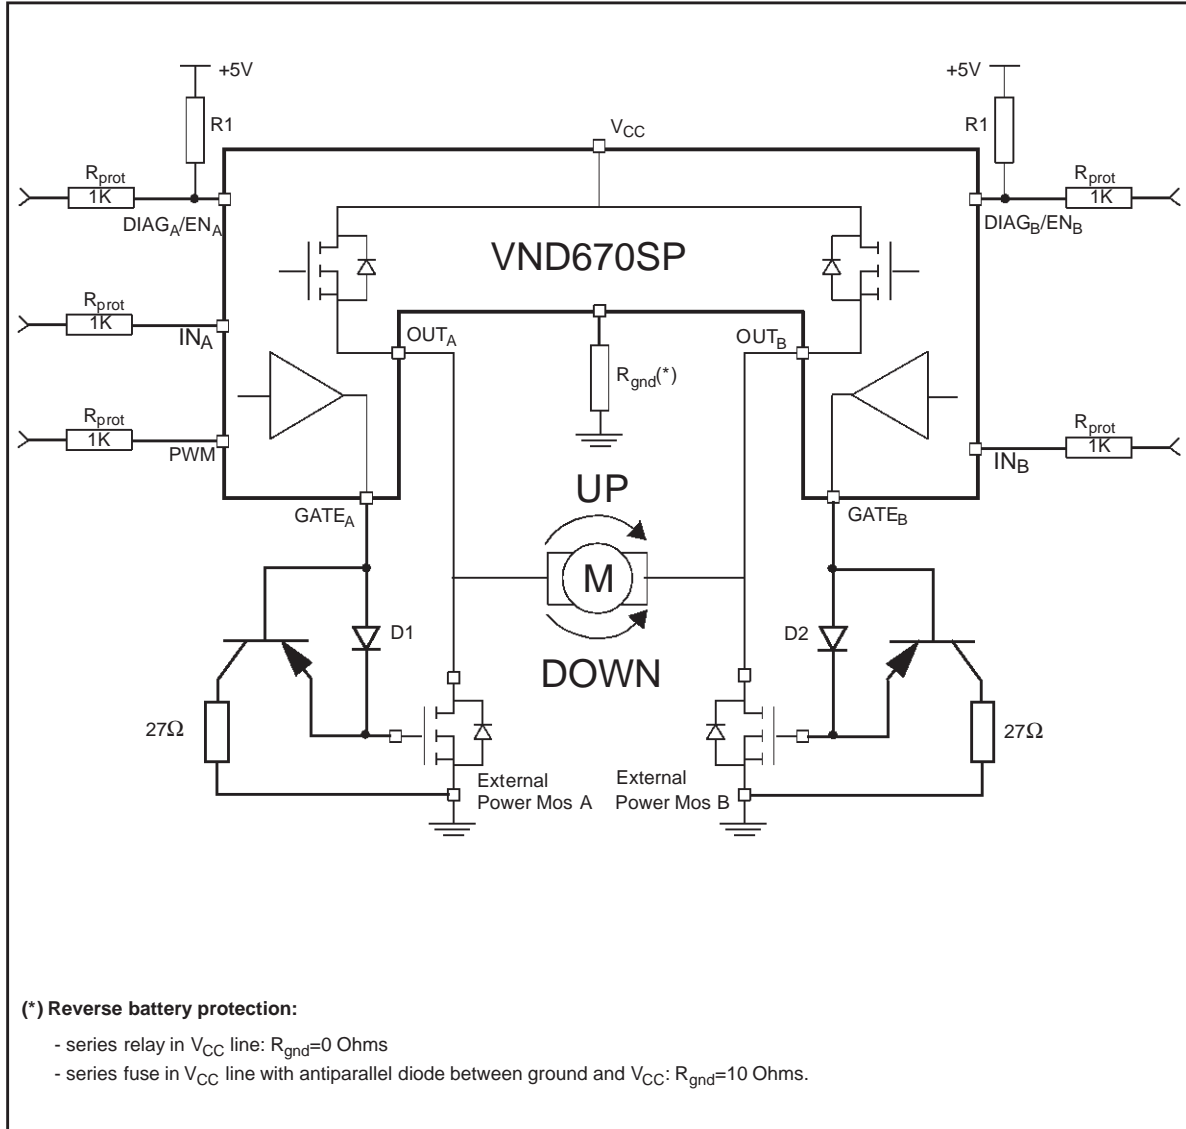 +5V
+5V
R1
R1
VCC
Rprot
1K
DIAGA/ENA
Rprot
1K
DIAGB/ENB
VND670SP
Rprot
1K
INA
OUTA
OUTB
Rgnd(*)
Rprot
1K
PWM
Rprot
1K
INB
GATEA
UP
GATEB
M
D1
D2
DOWN
27Ω
27Ω
External
Power Mos A
External
Power Mos B
(*) Reverse battery protection:
- series relay in VCC line: Rgnd=0 Ohms
- series fuse in VCC line with antiparallel diode between ground and VCC: Rgnd=10 Ohms.